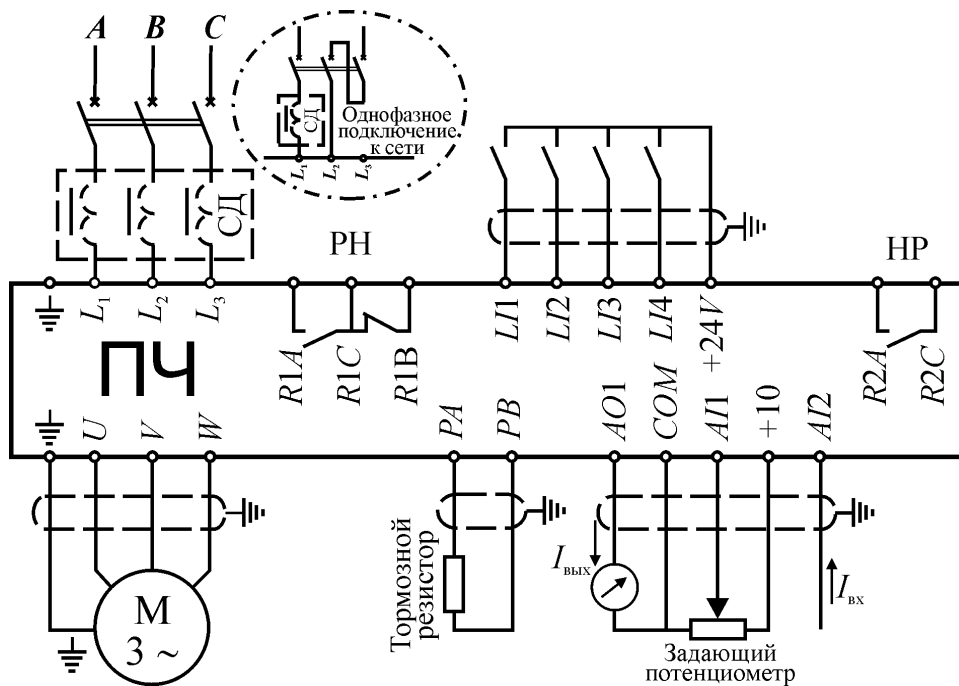 A B C
Однофазное
подключение
к сети
СД
L₁ L₂ L₃
СД
РН
НР
L₁ L₂ L₃
R1A R1C R1B
LI1 LI2 LI3 LI4 +24V
R2A R2C
ПЧ
U V W
PA PB
AO1 COM AI1 +10 AI2
М
3 ~
Тормозной
резистор
Iвых
Iвх
Задающий
потенциометр